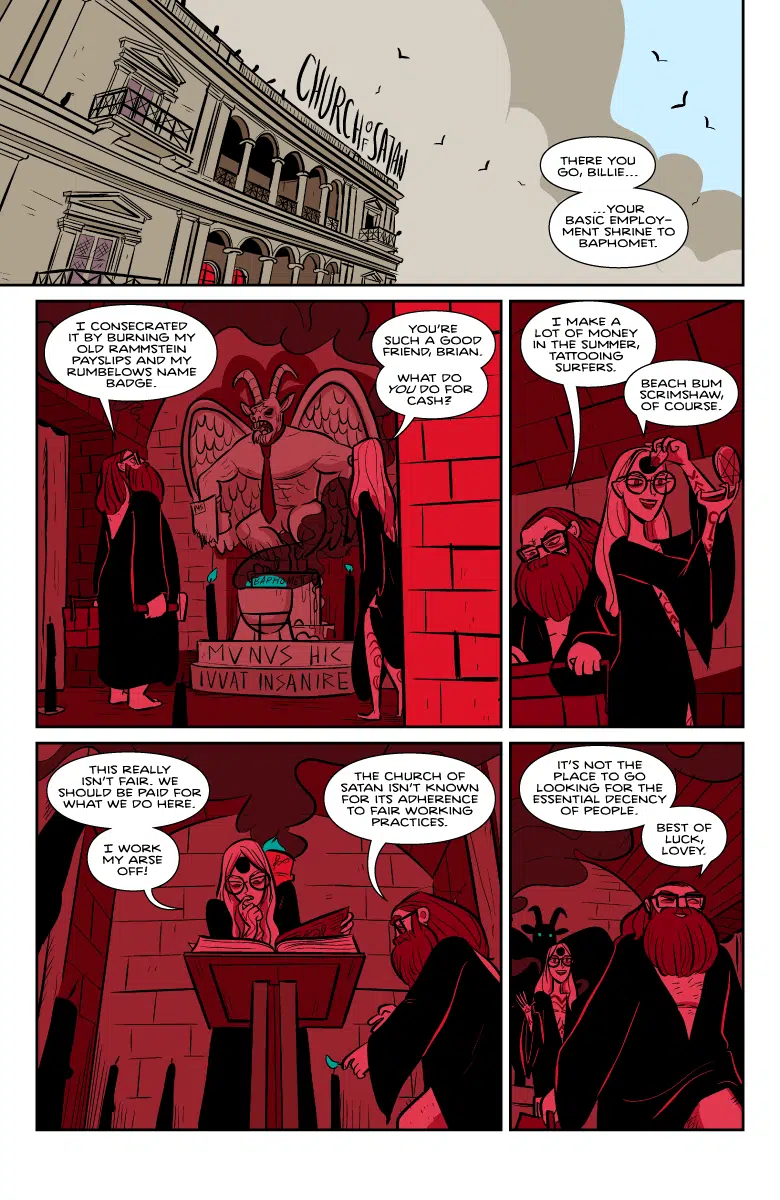 CHURCH OF SATAN
THERE YOU
GO, BILLIE...
...YOUR
BASIC EMPLOY-
MENT SHRINE TO
BAPHOMET.
I CONSECRATED
IT BY BURNING MY
OLD RAMMSTEIN
PAYSLIPS AND MY
RUMBELOWS NAME
BADGE.
YOU'RE
SUCH A GOOD
FRIEND, BRIAN.
WHAT DO
YOU DO FOR
CASH?
P45
BAPHOMET
MVNVS HIC
IVVAT INSANIRE
I MAKE A
LOT OF MONEY
IN THE SUMMER,
TATTOOING
SURFERS.
BEACH BUM
SCRIMSHAW,
OF COURSE.
THIS REALLY
ISN'T FAIR. WE
SHOULD BE PAID FOR
WHAT WE DO HERE.
I WORK
MY ARSE
OFF!
THE CHURCH OF
SATAN ISN'T KNOWN
FOR ITS ADHERENCE
TO FAIR WORKING
PRACTICES.
IT'S NOT THE
PLACE TO GO
LOOKING FOR THE
ESSENTIAL DECENCY
OF PEOPLE.
BEST OF
LUCK,
LOVEY.